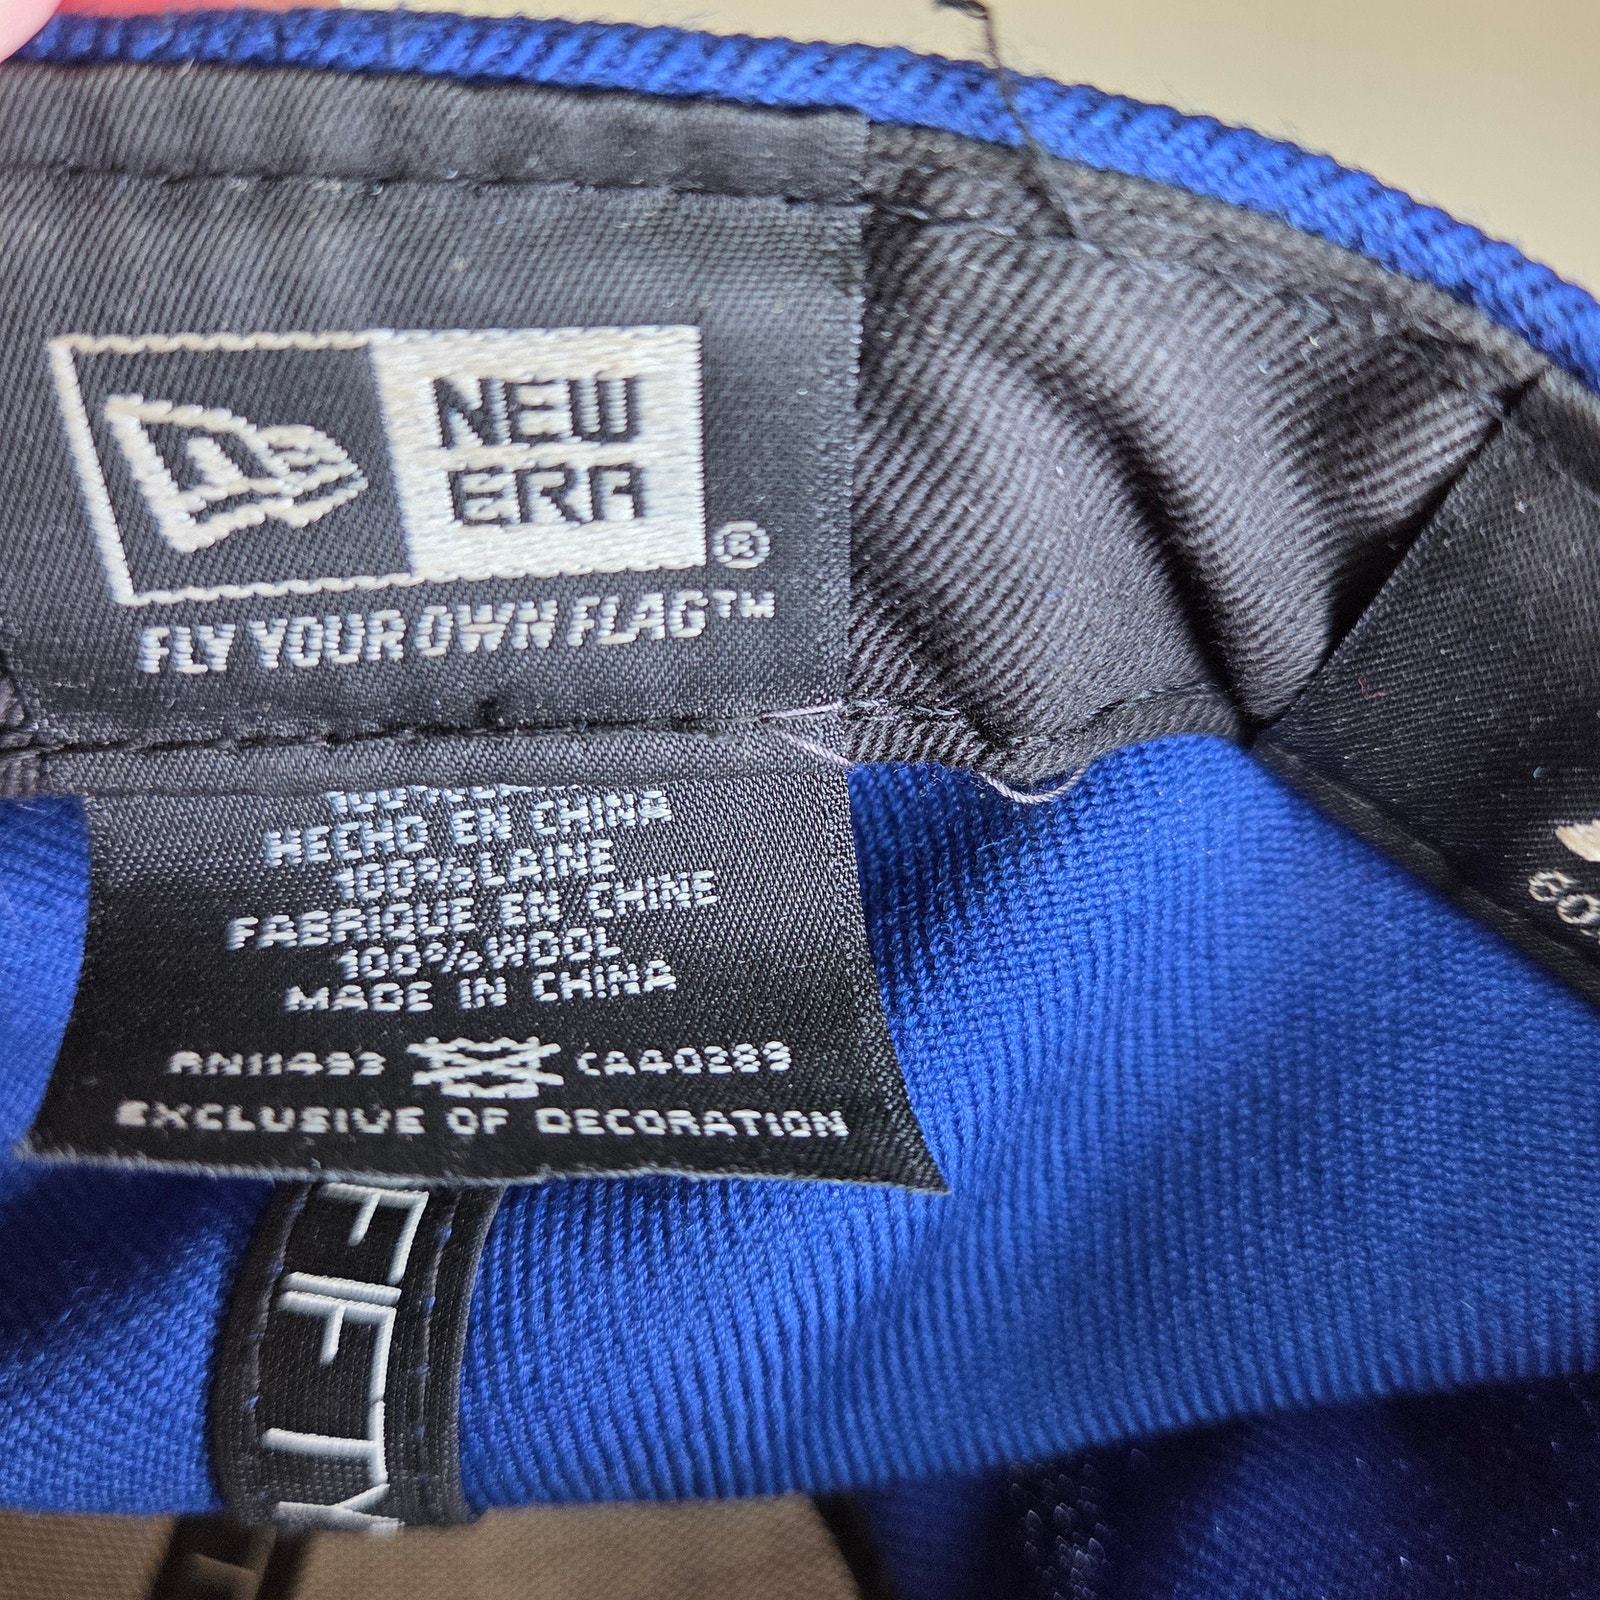 NEW
ERA
®
FLY YOUR OWN FLAG™
HECHO EN CHINA
100% LAINE
FABRIQUE EN CHINE
100% WOOL
MADE IN CHINA
RN11493 CA40289
EXCLUSIVE OF DECORATION
FIFTY